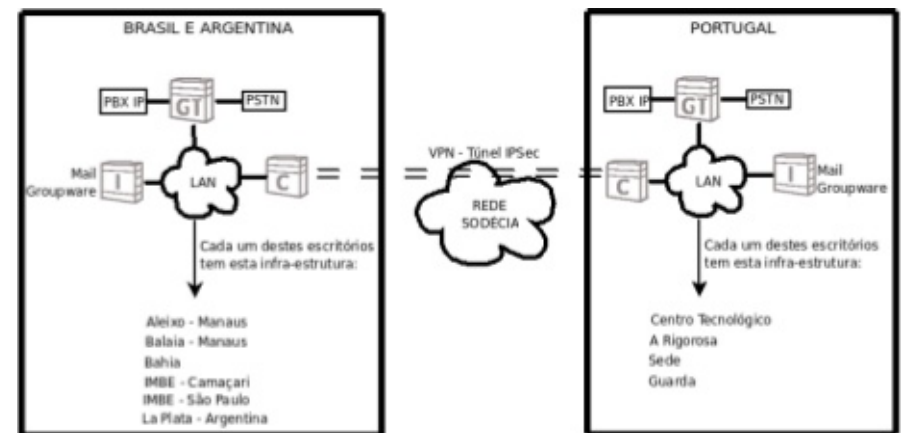 BRASIL E ARGENTINA
PBX IP
GT
PSTN
Mail
Groupware
I
LAN
C
Cada um destes escritórios
tem esta infra-estrutura:
Aleixo - Manaus
Balaia - Manaus
Bahia
IMBE - Camaçari
IMBE - São Paulo
La Plata - Argentina
VPN - Túnel IPSec
REDE
SODÉCIA
PORTUGAL
PBX IP
GT
PSTN
C
LAN
I
Mail
Groupware
Cada um destes escritórios
tem esta infra-estrutura:
Centro Tecnológico
A Rigorosa
Sede
Guarda